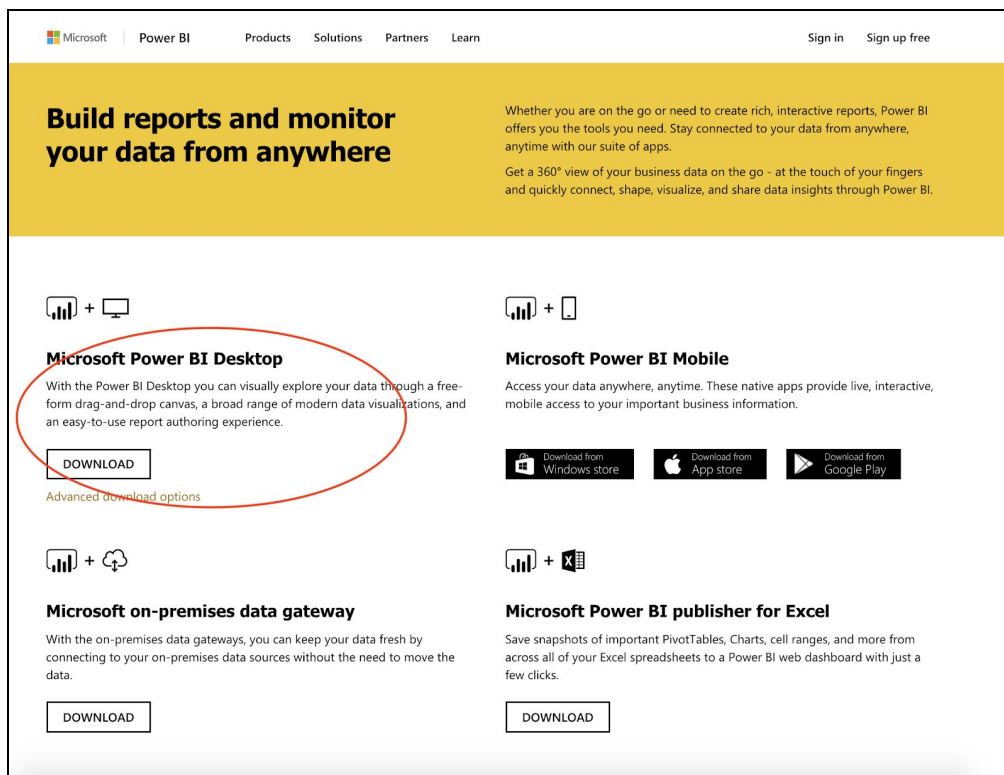 Microsoft Power BI Products Solutions Partners Learn Sign in Sign up free
Build reports and monitor
your data from anywhere
Whether you are on the go or need to create rich, interactive reports, Power BI
offers you the tools you need. Stay connected to your data from anywhere,
anytime with our suite of apps.
Get a 360° view of your business data on the go - at the touch of your fingers
and quickly connect, shape, visualize, and share data insights through Power BI.
Microsoft Power BI Desktop
With the Power BI Desktop you can visually explore your data through a free-
form drag-and-drop canvas, a broad range of modern data visualizations, and
an easy-to-use report authoring experience.
DOWNLOAD
Advanced download options
Microsoft Power BI Mobile
Access your data anywhere, anytime. These native apps provide live, interactive,
mobile access to your important business information.
Download from
Windows store
Download from
App store
Download from
Google Play
Microsoft on-premises data gateway
With the on-premises data gateways, you can keep your data fresh by
connecting to your on-premises data sources without the need to move the
data.
DOWNLOAD
Microsoft Power BI publisher for Excel
Save snapshots of important PivotTables, Charts, cell ranges, and more from
across all of your Excel spreadsheets to a Power BI web dashboard with just a
few clicks.
DOWNLOAD